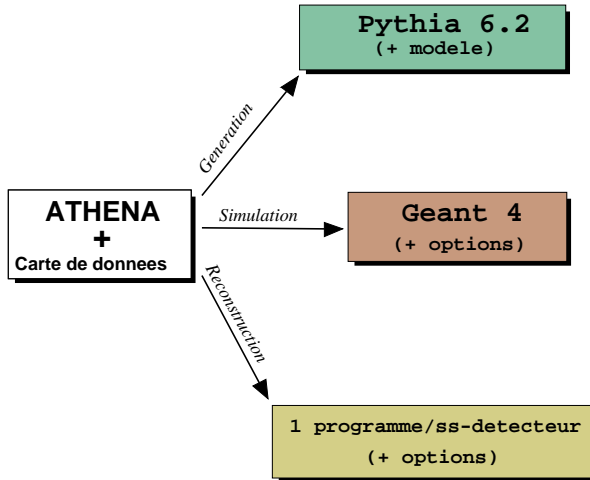 Pythia 6.2
(+ modele)
Generation
ATHENA
+
Carte de donnees
Simulation
Geant 4
(+ options)
Reconstruction
1 programme/ss-detecteur
(+ options)